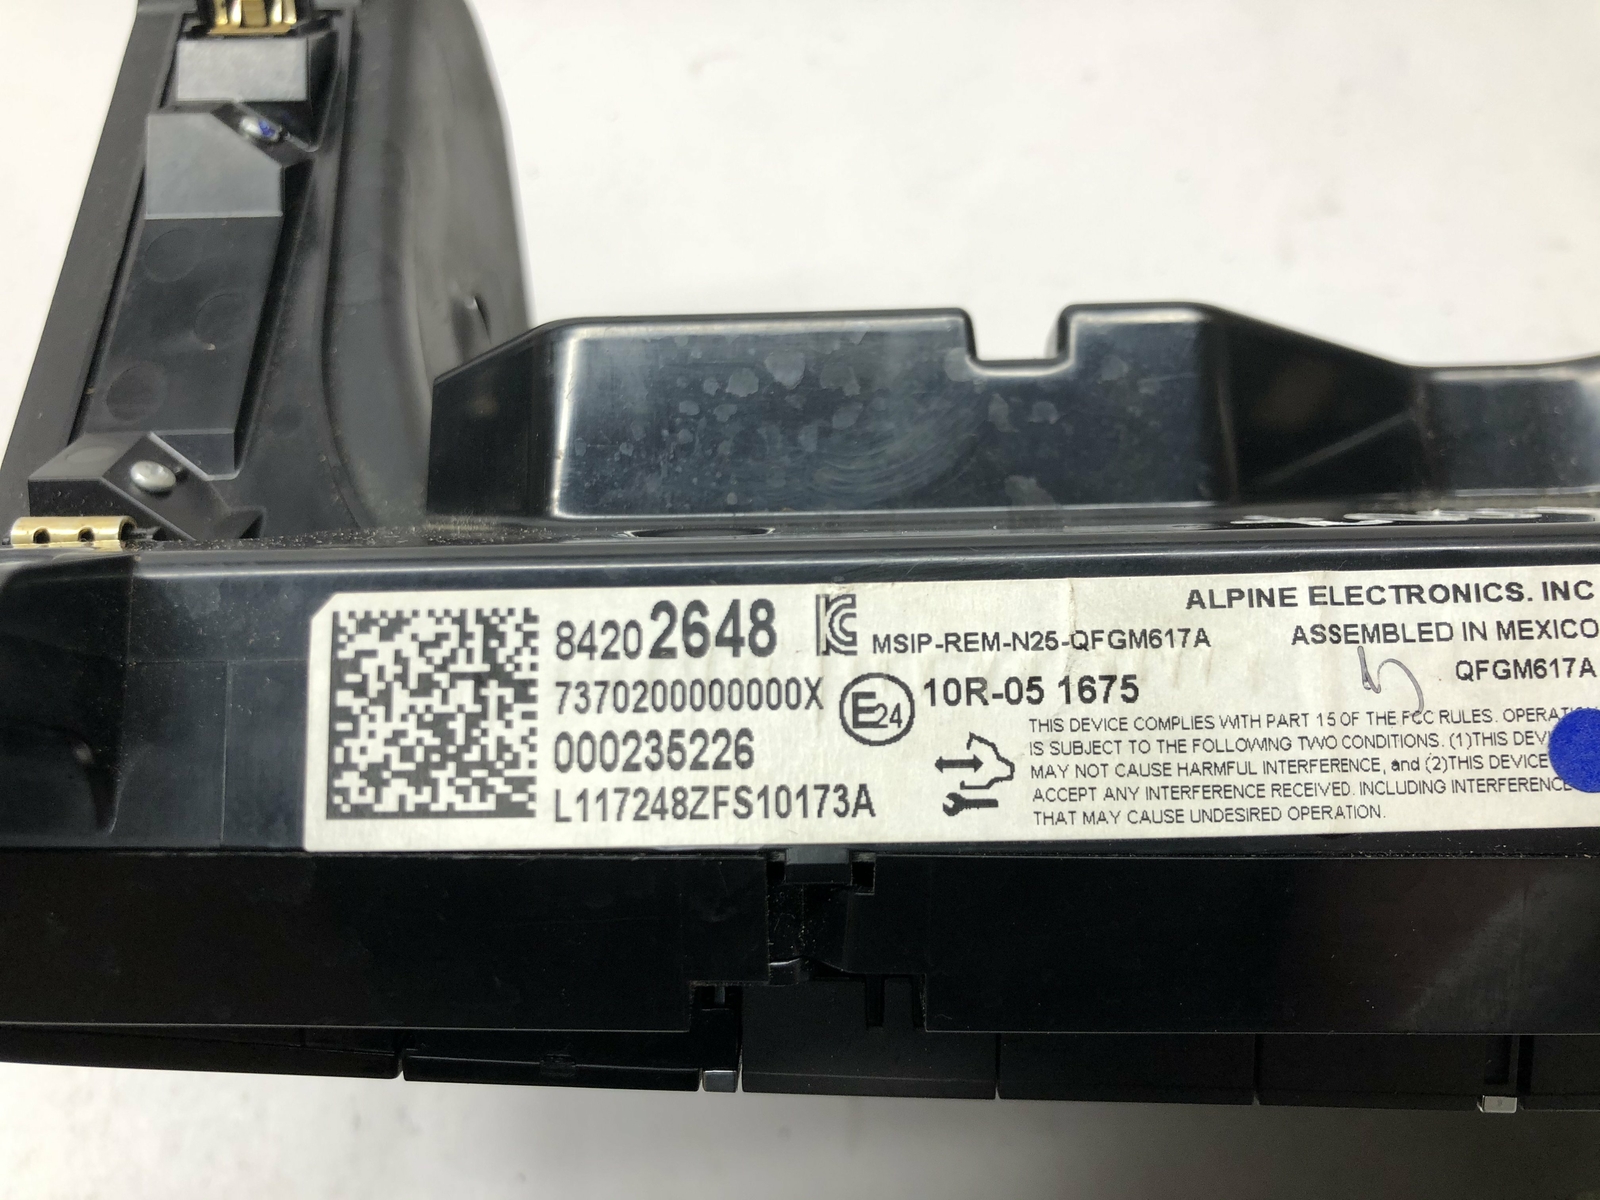 84202648
7370200000000X
000235226
L117248ZFS10173A
KC MSIP-REM-N25-QFGM617A
E24 10R-05 1675
ALPINE ELECTRONICS. INC
ASSEMBLED IN MEXICO
QFGM617A
THIS DEVICE COMPLIES WITH PART 15 OF THE FCC RULES. OPERATION
IS SUBJECT TO THE FOLLOWING TWO CONDITIONS. (1)THIS DEVICE
MAY NOT CAUSE HARMFUL INTERFERENCE, and (2)THIS DEVICE
ACCEPT ANY INTERFERENCE RECEIVED. INCLUDING INTERFERENCE
THAT MAY CAUSE UNDESIRED OPERATION.